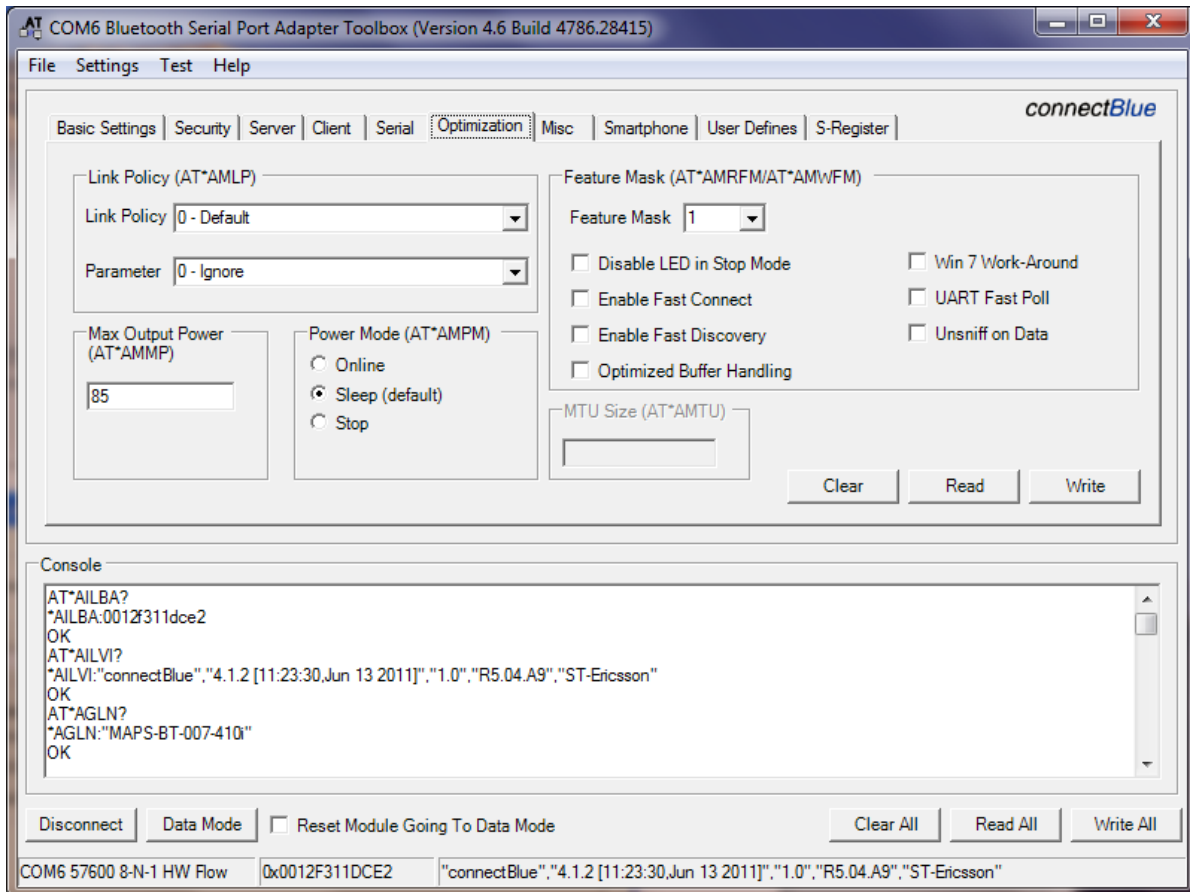 COM6 Bluetooth Serial Port Adapter Toolbox (Version 4.6 Build 4786.28415)
File Settings Test Help
connectBlue
Basic Settings Security Server Client Serial Optimization Misc Smartphone User Defines S-Register
Link Policy (AT*AMLP)
Link Policy 0 - Default
Parameter 0 - Ignore
Feature Mask (AT*AMRFM/AT*AMWFM)
Feature Mask 1
Disable LED in Stop Mode
Enable Fast Connect
Enable Fast Discovery
Optimized Buffer Handling
Win 7 Work-Around
UART Fast Poll
Unsniff on Data
Max Output Power
(AT*AMMP)
85
Power Mode (AT*AMPM)
Online
Sleep (default)
Stop
MTU Size (AT*AMTU)
Clear Read Write
Console
AT*AILBA?
*AILBA:0012f311dce2
OK
AT*AILVI?
*AILVI:"connectBlue","4.1.2 [11:23:30,Jun 13 2011]","1.0","R5.04.A9","ST-Ericsson"
OK
AT*AGLN?
*AGLN:"MAPS-BT-007-410i"
OK
Disconnect Data Mode Reset Module Going To Data Mode Clear All Read All Write All
COM6 57600 8-N-1 HW Flow 0x0012F311DCE2 "connectBlue","4.1.2 [11:23:30,Jun 13 2011]","1.0","R5.04.A9","ST-Ericsson"